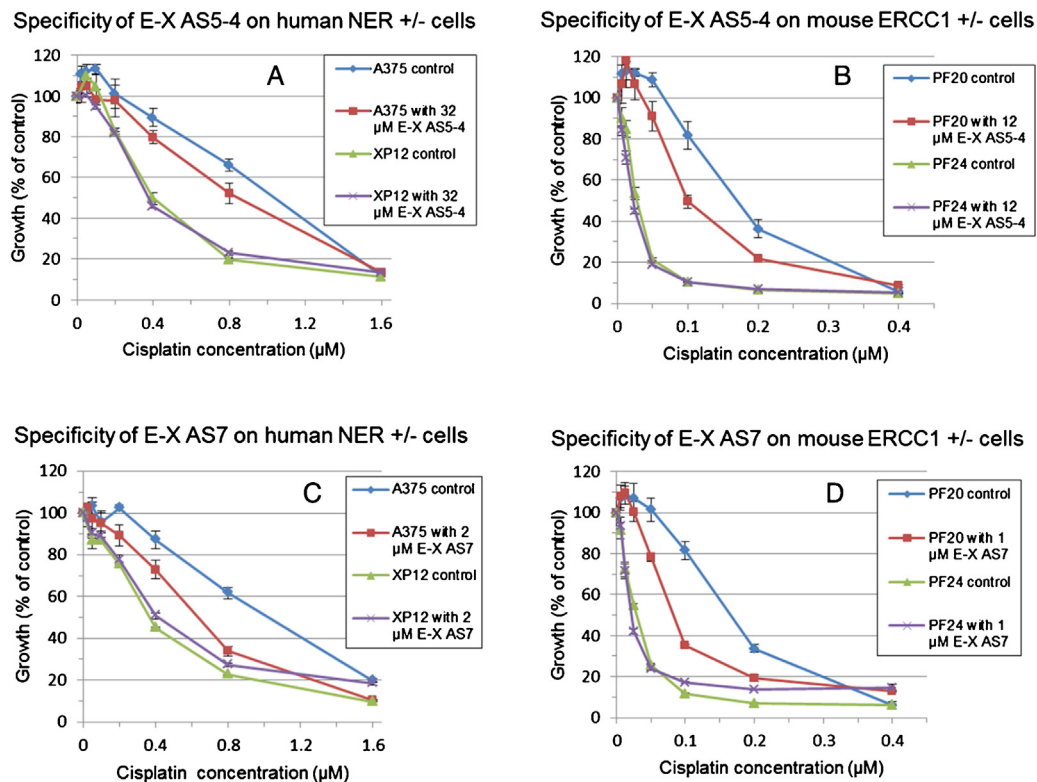 Specificity of E-X AS5-4 on human NER +/- cells
A
Growth (% of control)
120
100
80
60
40
20
0
0
0.4
0.8
1.2
1.6
Cisplatin concentration (µM)
A375 control
A375 with 32
µM E-X AS5-4
XP12 control
XP12 with 32
µM E-X AS5-4
Specificity of E-X AS5-4 on mouse ERCC1 +/- cells
B
Growth (% of control)
120
100
80
60
40
20
0
0
0.1
0.2
0.3
0.4
Cisplatin concentration (µM)
PF20 control
PF20 with 12
µM E-X AS5-4
PF24 control
PF24 with 12
µM E-X AS5-4
Specificity of E-X AS7 on human NER +/- cells
C
Growth (% of control)
120
100
80
60
40
20
0
0
0.4
0.8
1.2
1.6
Cisplatin concentration (µM)
A375 control
A375 with 2
µM E-X AS7
XP12 control
XP12 with 2
µM E-X AS7
Specificity of E-X AS7 on mouse ERCC1 +/- cells
D
Growth (% of control)
120
100
80
60
40
20
0
0
0.1
0.2
0.3
0.4
Cisplatin concentration (µM)
PF20 control
PF20 with 1
µM E-X AS7
PF24 control
PF24 with 1
µM E-X AS7